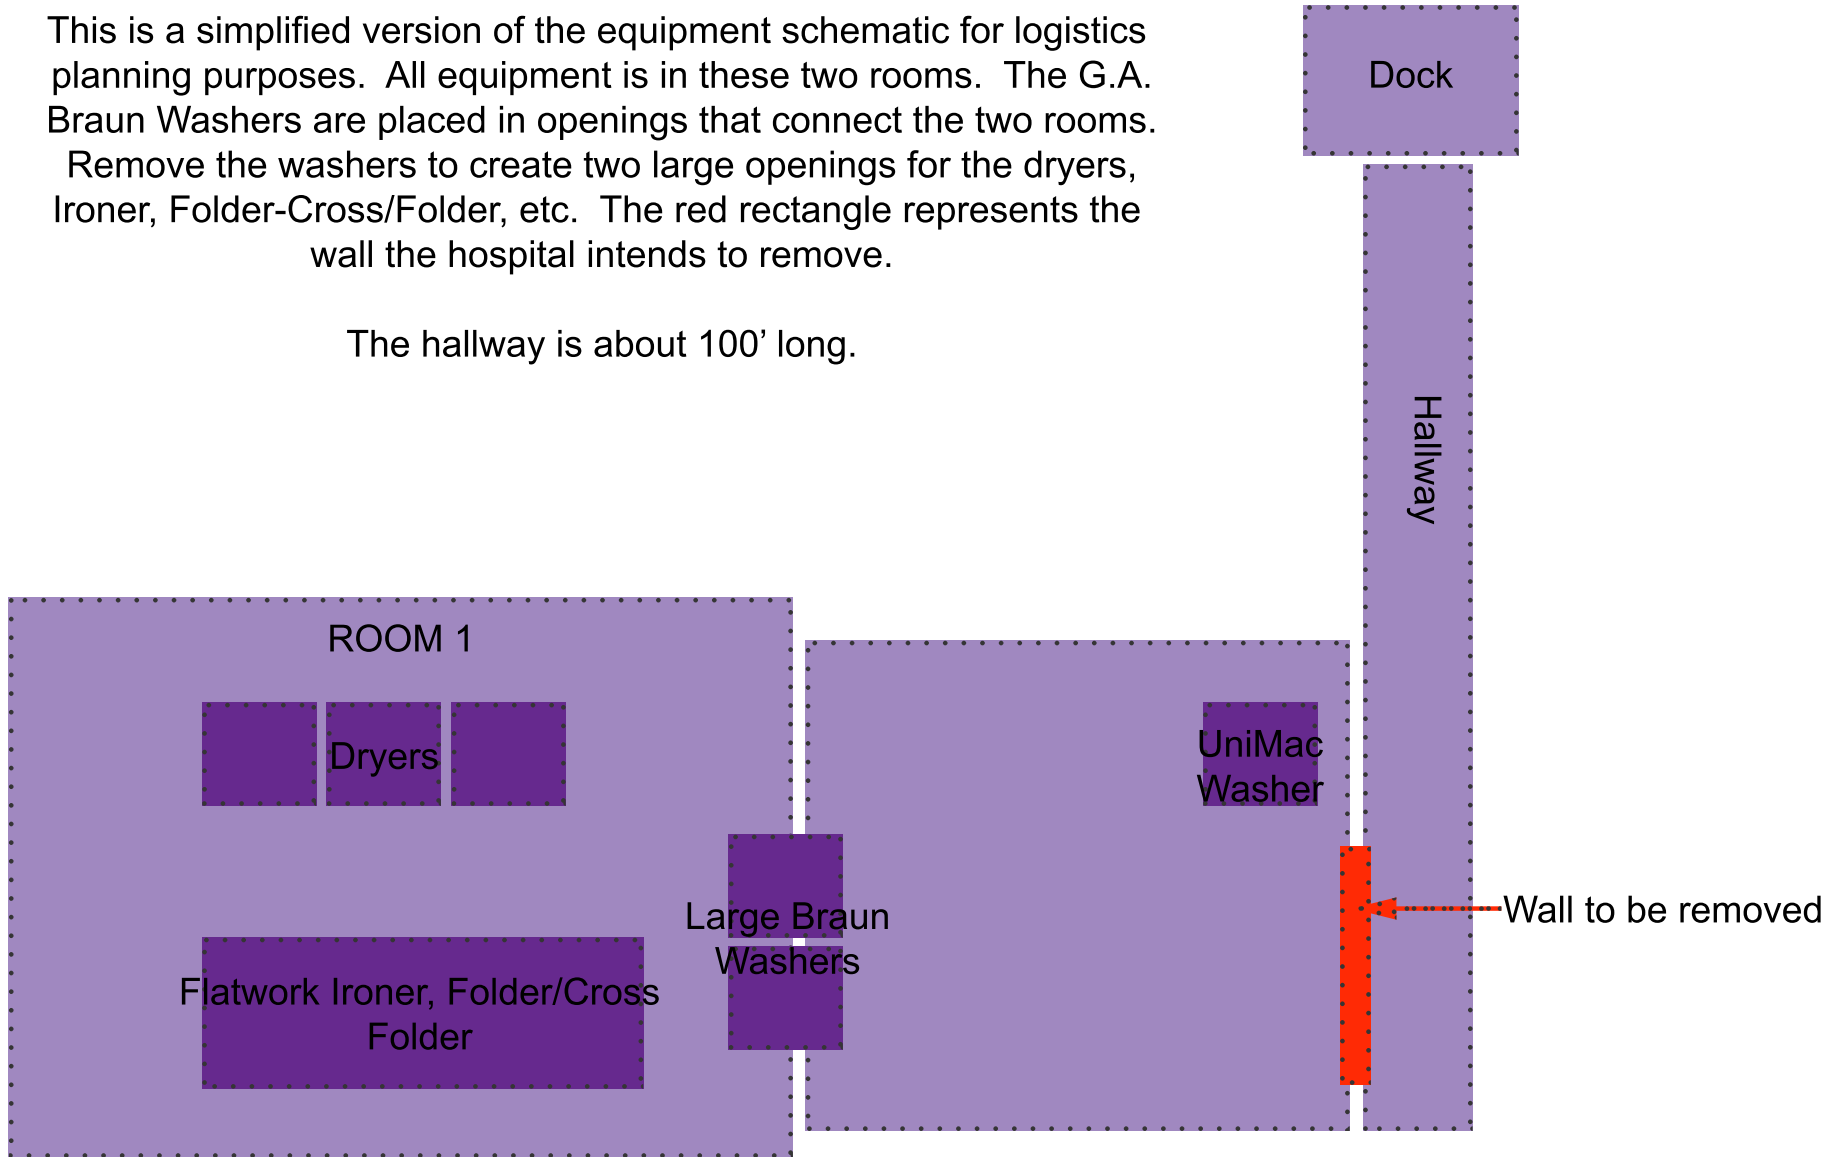 This is a simplified version of the equipment schematic for logistics
planning purposes.  All equipment is in these two rooms.  The G.A.
Braun Washers are placed in openings that connect the two rooms.
Remove the washers to create two large openings for the dryers,
Ironer, Folder-Cross/Folder, etc.  The red rectangle represents the
wall the hospital intends to remove.
The hallway is about 100’ long.
Dock
Hallway
ROOM 1
Dryers
UniMac
Washer
Large Braun
Washers
Wall to be removed
Flatwork Ironer, Folder/Cross
Folder